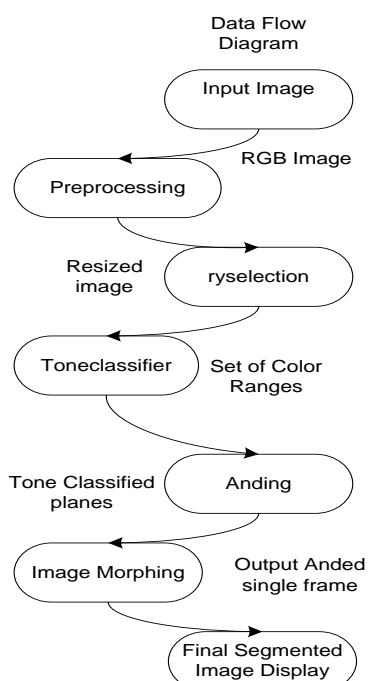 Data Flow
Diagram
Input Image
RGB Image
Preprocessing
Resized
image
ryselection
Toneclassifier
Set of Color
Ranges
Tone Classified
planes
Anding
Image Morphing
Output Anded
single frame
Final Segmented
Image Display